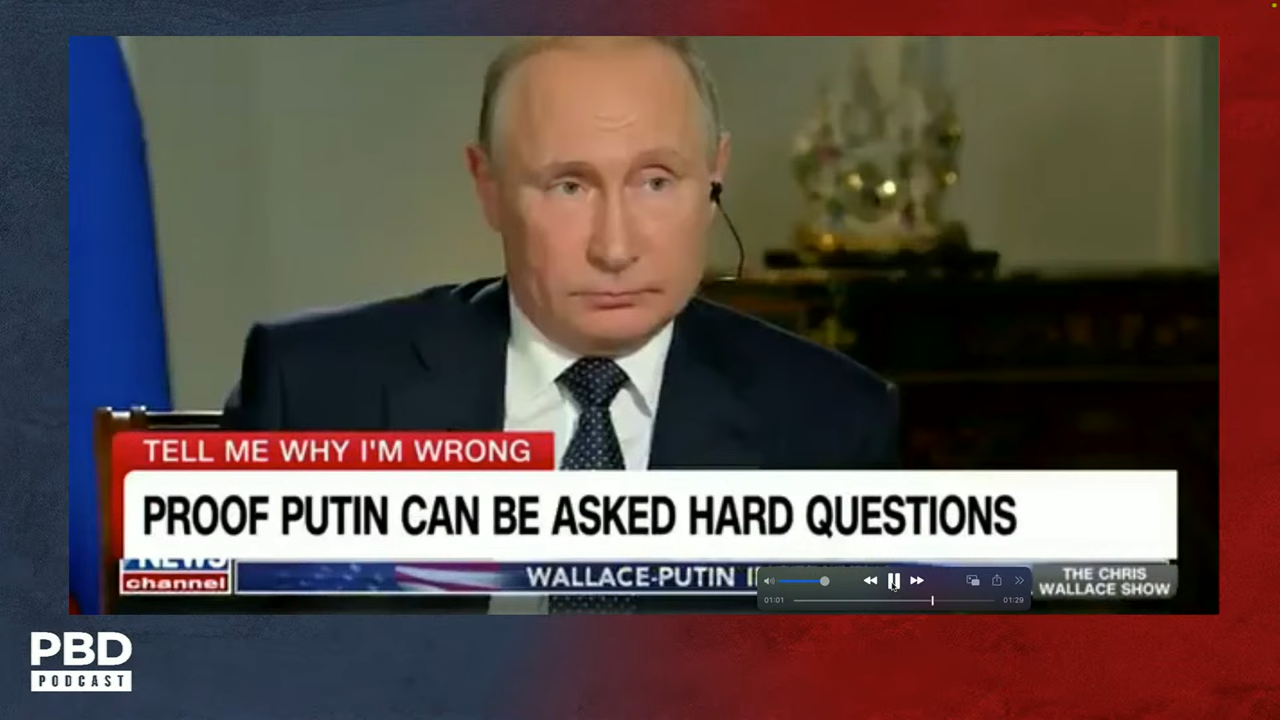 TELL ME WHY I'M WRONG
PROOF PUTIN CAN BE ASKED HARD QUESTIONS
NEWS
channel
WALLACE-PUTIN
THE CHRIS
WALLACE SHOW
01:01
01:29
PBD
PODCAST